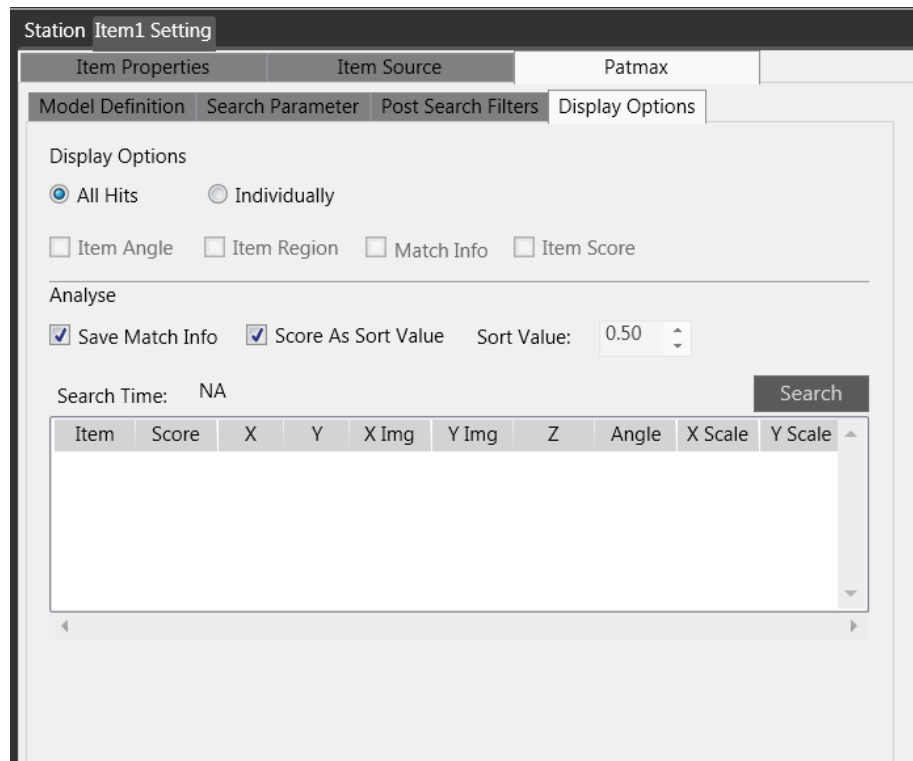 Station Item1 Setting
Item Properties Item Source Patmax
Model Definition Search Parameter Post Search Filters Display Options
Display Options
All Hits Individually
Item Angle Item Region Match Info Item Score
Analyse
Save Match Info Score As Sort Value Sort Value: 0.50
Search Time: NA Search
Item Score X Y X Img Y Img Z Angle X Scale Y Scale